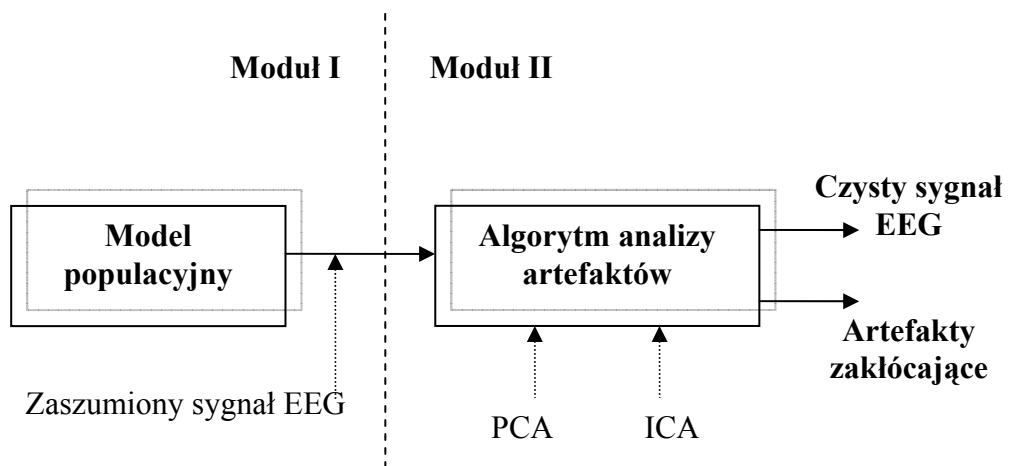 Moduł I
Moduł II
Model
populacyjny
Algorytm analizy
artefaktów
Czysty sygnał
EEG
Artefakty
zakłócające
Zaszumiony sygnał EEG
PCA
ICA